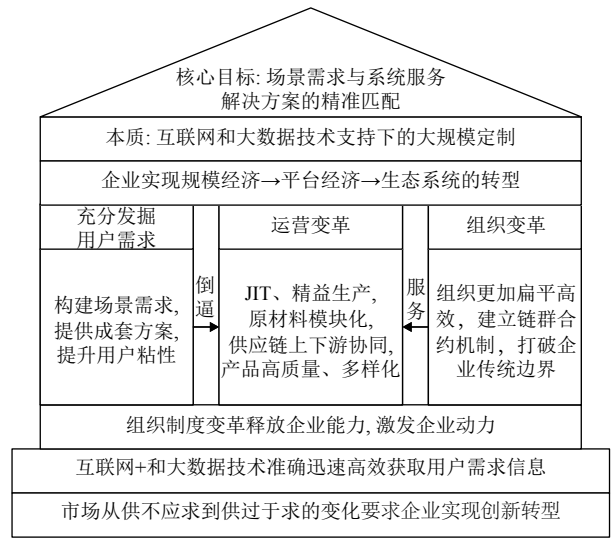 核心目标: 场景需求与系统服务
解决方案的精准匹配
本质: 互联网和大数据技术支持下的大规模定制
企业实现规模经济→平台经济→生态系统的转型
充分发掘
用户需求
运营变革
组织变革
构建场景需求,
提供成套方案,
提升用户粘性
倒
逼
JIT、精益生产,
原材料模块化,
供应链上下游协同,
产品高质量、多样化
服
务
组织更加扁平高
效，建立链群合
约机制，打破企
业传统边界
组织制度变革释放企业能力, 激发企业动力
互联网+和大数据技术准确迅速高效获取用户需求信息
市场从供不应求到供过于求的变化要求企业实现创新转型